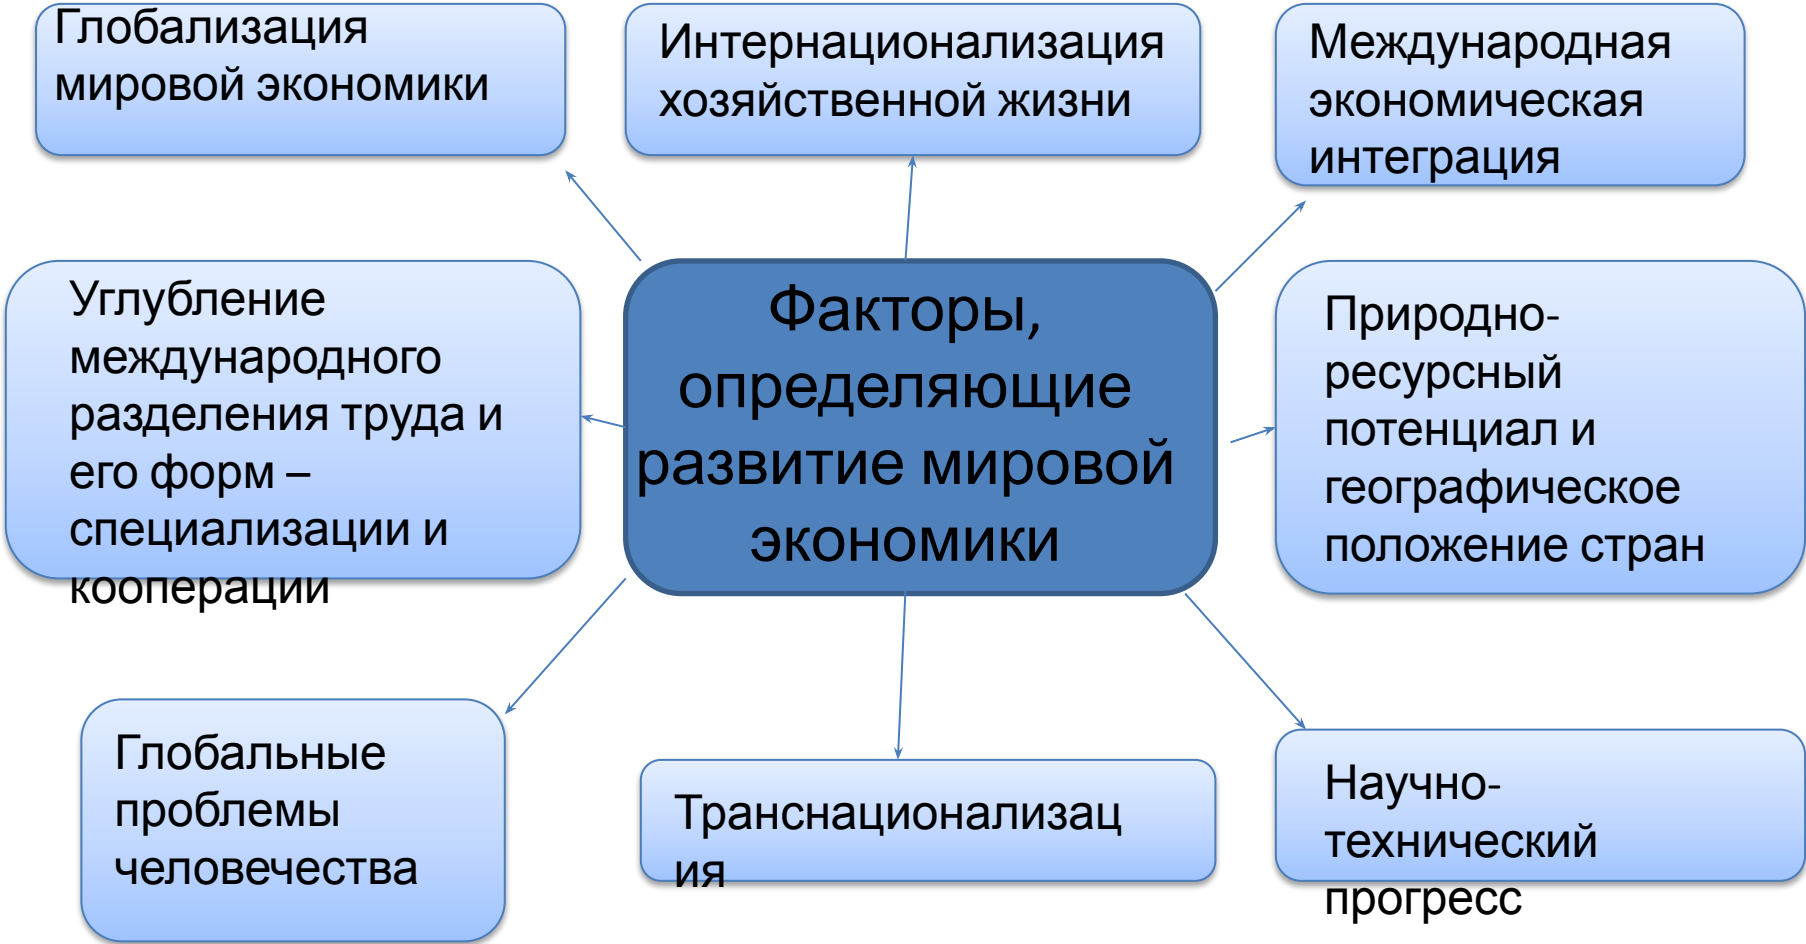 Глобализация
мировой экономики
Интернационализация
хозяйственной жизни
Международная
экономическая
интеграция
Углубление
международного
разделения труда и
его форм –
специализации и
кооперации
Факторы,
определяющие
развитие мировой
экономики
Природно-
ресурсный
потенциал и
географическое
положение стран
Глобальные
проблемы
человечества
Транснационализац
ия
Научно-
технический
прогресс